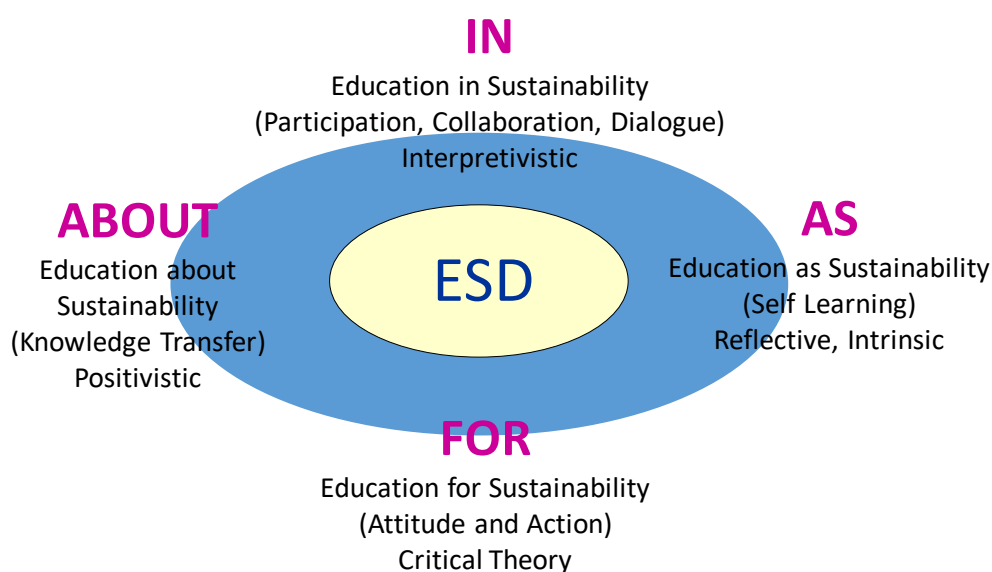 IN
Education in Sustainability
(Participation, Collaboration, Dialogue)
Interpretivistic
ABOUT
Education about
Sustainability
(Knowledge Transfer)
Positivistic
ESD
AS
Education as Sustainability
(Self Learning)
Reflective, Intrinsic
FOR
Education for Sustainability
(Attitude and Action)
Critical Theory